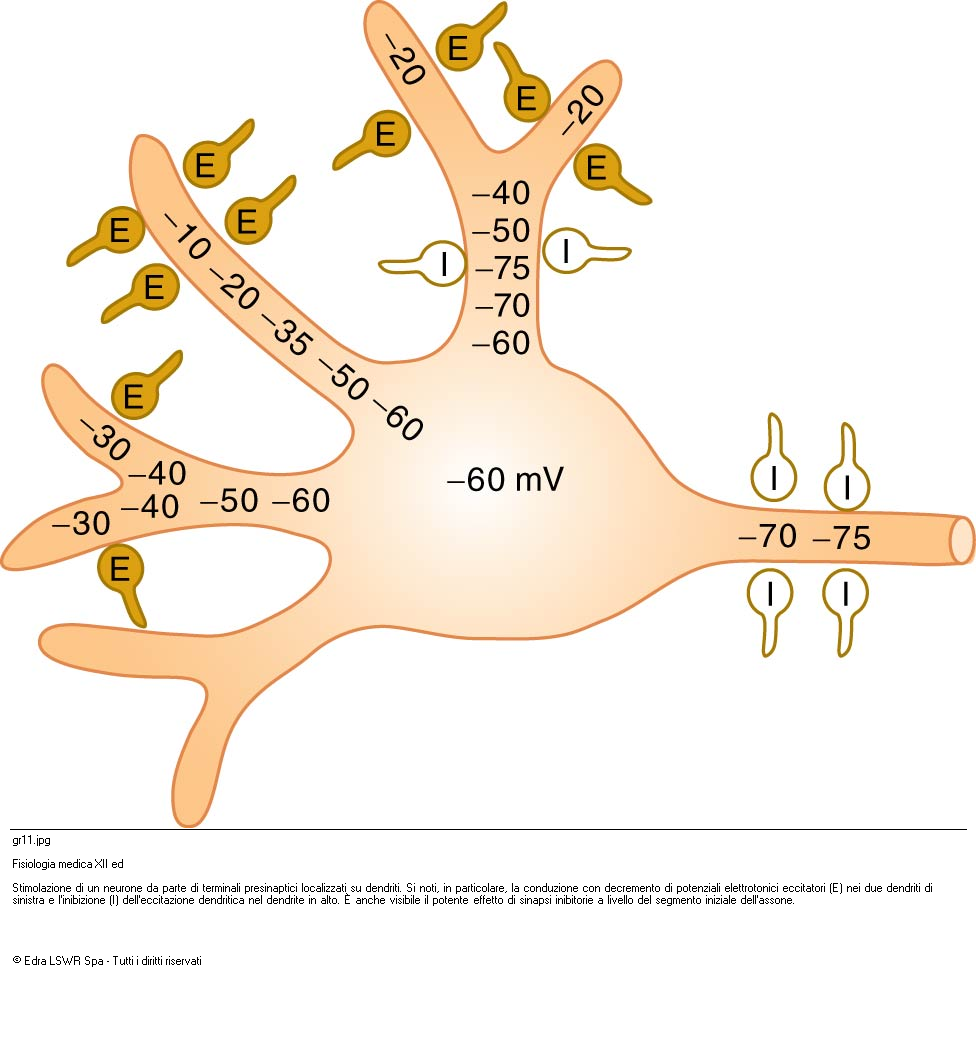 E
−20
E
−20
E
E
E
−40
−50
I
−75
I
−70
−60
E
E
E
−10 −20 −35 −50 −60
E
−30
−40
−30 −40 −50 −60
E
−60 mV
I I
−70 −75
I I
gr11.jpg
Fisiologia medica XII ed
Stimolazione di un neurone da parte di terminali presinaptici localizzati su dendriti. Si noti, in particolare, la conduzione con decremento di potenziali elettrotonici eccitatori (E) nei due dendriti di
sinistra e l'inibizione (I) dell'eccitazione dendritica nel dendrite in alto. È anche visibile il potente effetto di sinapsi inibitorie a livello del segmento iniziale dell'assone.
© Edra LSWR Spa - Tutti i diritti riservati